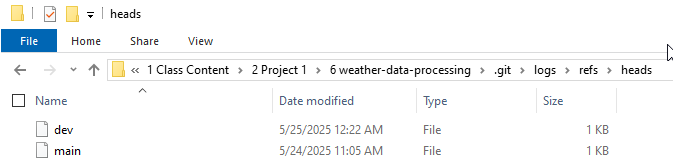 heads
File Home Share View
« 1 Class Content > 2 Project 1 > 6 weather-data-processing > .git > logs > refs > heads
Name Date modified Type Size
dev 5/25/2025 12:22 AM File 1 KB
main 5/24/2025 11:05 AM File 1 KB